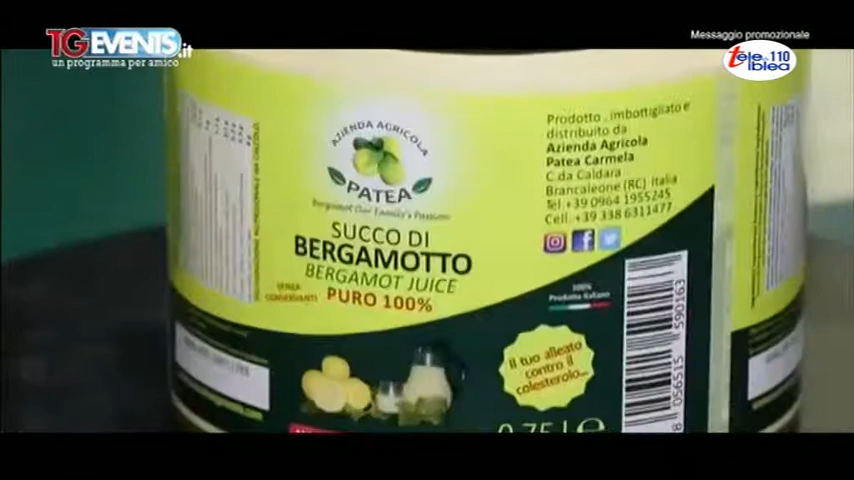 TG EVENTS.it
un programma per amico
Messaggio promozionale
tele 110
iblea
AZIENDA AGRICOLA
PATEA
Bergamot Our Family's Passion
SUCCO DI
BERGAMOTTO
BERGAMOT JUICE
SENZA
CONSERVANTI
PURO 100%
Prodotto, imbottigliato e
distribuito da
Azienda Agricola
Patea Carmela
C.da Caldara
Brancaleone (RC) Italia
Tel. +39 0964 1955245
Cell. +39 338 6311477
100%
Prodotto Italiano
Il tuo alleato
contro il
colesterolo...
0,75 l e
8 056515 590163